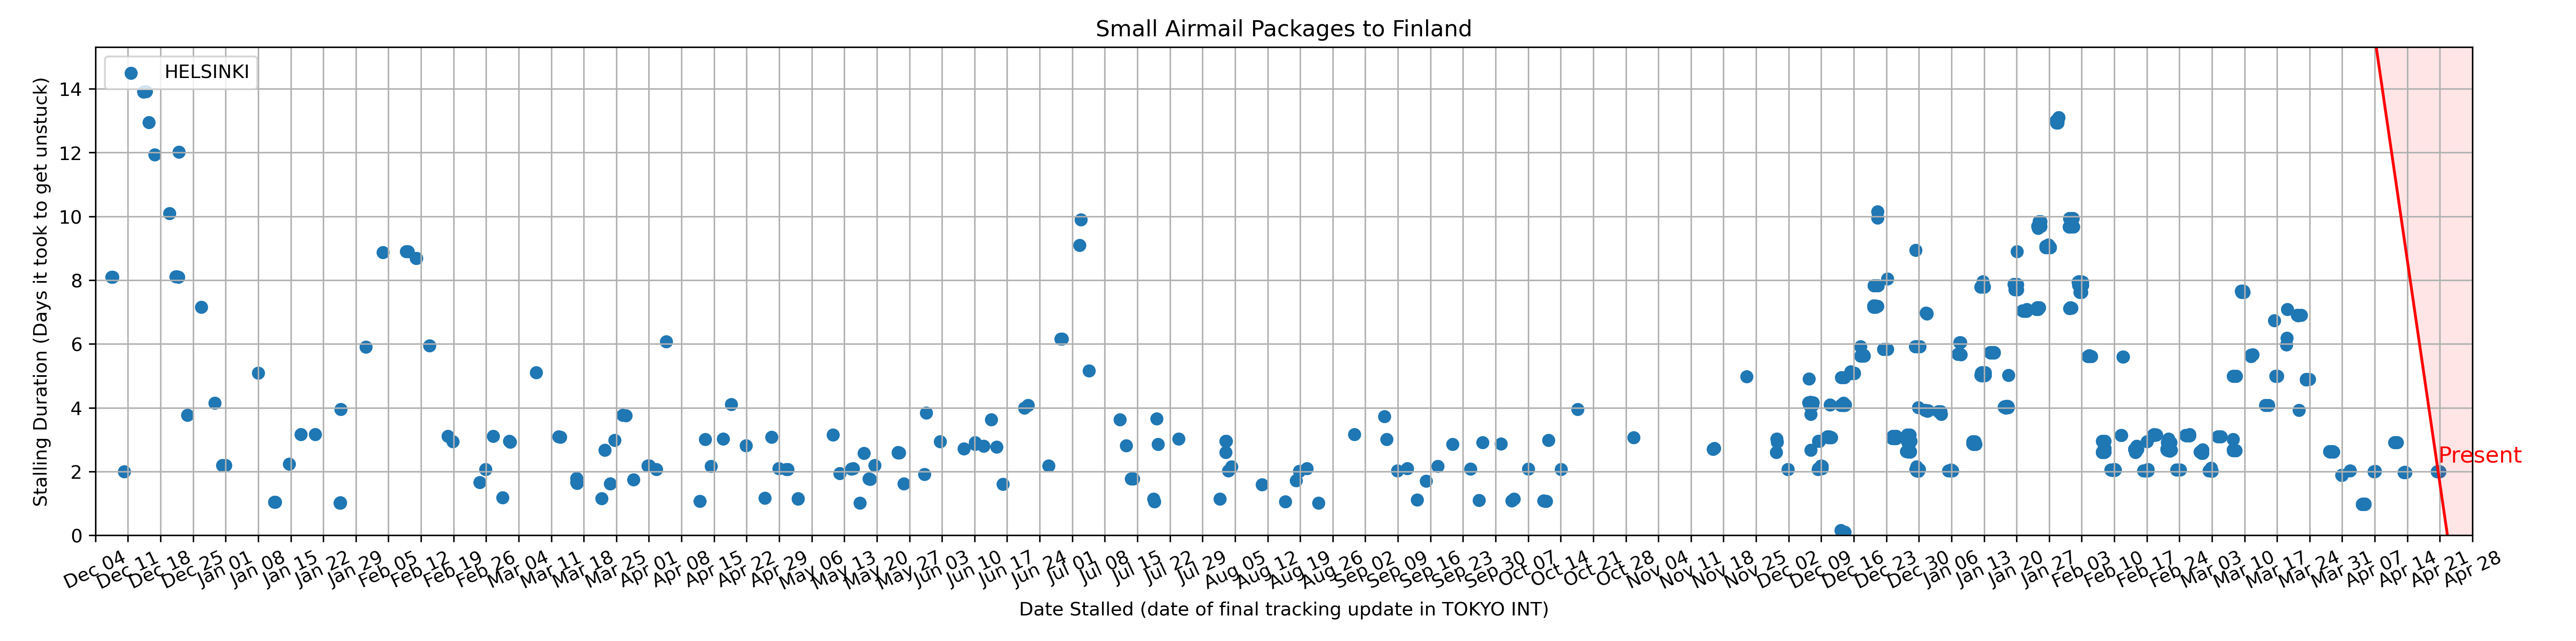 Small Airmail Packages to Finland
HELSINKI
Stalling Duration (Days it took to get unstuck)
14
12
10
8
6
4
2
0
Present
Dec 04 Dec 11 Dec 18 Dec 25 Jan 01 Jan 08 Jan 15 Jan 22 Jan 29 Feb 05 Feb 12 Feb 19 Feb 26 Mar 04 Mar 11 Mar 18 Mar 25 Apr 01 Apr 08 Apr 15 Apr 22 Apr 29 May 06 May 13 May 20 May 27 Jun 03 Jun 10 Jun 17 Jun 24 Jul 01 Jul 08 Jul 15 Jul 22 Jul 29 Aug 05 Aug 12 Aug 19 Aug 26 Sep 02 Sep 09 Sep 16 Sep 23 Sep 30 Oct 07 Oct 14 Oct 21 Oct 28 Nov 04 Nov 11 Nov 18 Nov 25 Dec 02 Dec 09 Dec 16 Dec 23 Dec 30 Jan 06 Jan 13 Jan 20 Jan 27 Feb 03 Feb 10 Feb 17 Feb 24 Mar 03 Mar 10 Mar 17 Mar 24 Mar 31 Apr 07 Apr 14 Apr 21 Apr 28
Date Stalled (date of final tracking update in TOKYO INT)